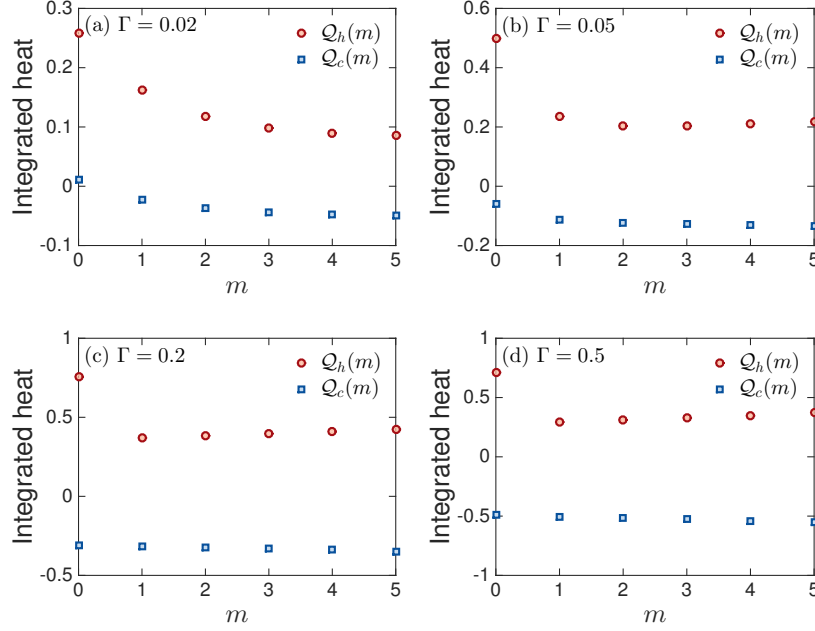 (a) Γ = 0.02
𝒬h(m)
𝒬c(m)
Integrated heat
0.3
0.2
0.1
0
-0.1
0 1 2 3 4 5
m
(b) Γ = 0.05
𝒬h(m)
𝒬c(m)
Integrated heat
0.6
0.4
0.2
0
-0.2
0 1 2 3 4 5
m
(c) Γ = 0.2
𝒬h(m)
𝒬c(m)
Integrated heat
1
0.5
0
-0.5
0 1 2 3 4 5
m
(d) Γ = 0.5
𝒬h(m)
𝒬c(m)
Integrated heat
1
0.5
0
-0.5
-1
0 1 2 3 4 5
m